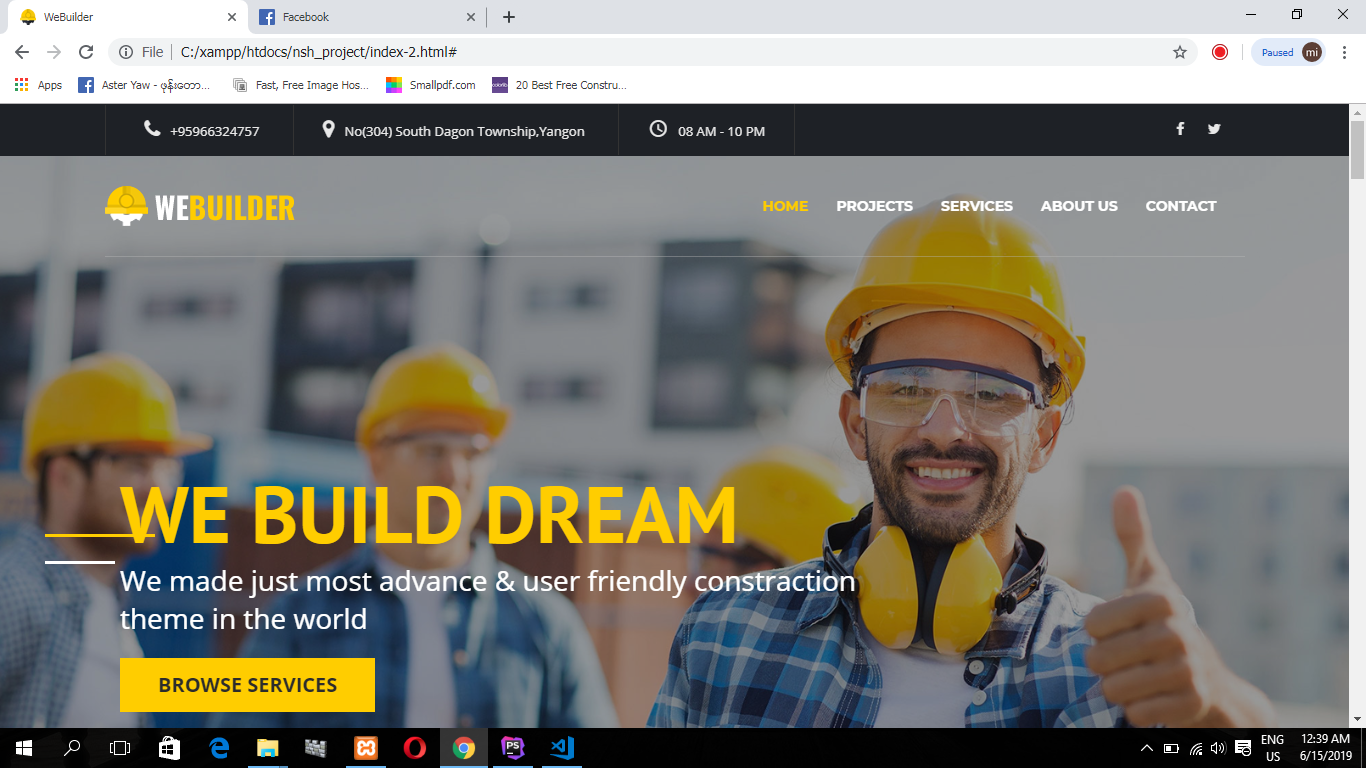 WeBuilder
Facebook
File
C:/xampp/htdocs/nsh_project/index-2.html#
Paused
mi
Apps
Aster Yaw - ဖုန်းတော...
Fast, Free Image Hos...
Smallpdf.com
colorlib
20 Best Free Constru...
+95966324757
No(304) South Dagon Township,Yangon
08 AM - 10 PM
WEBUILDER
HOME
PROJECTS
SERVICES
ABOUT US
CONTACT
WE BUILD DREAM
We made just most advance & user friendly constraction
theme in the world
BROWSE SERVICES
PS
ENG
US
12:39 AM
6/15/2019